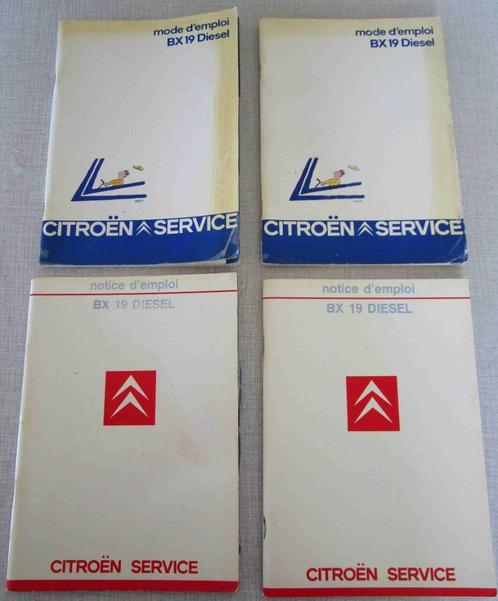 mode d'emploi
BX 19 Diesel
CITROËN SERVICE
mode d'emploi
BX 19 Diesel
CITROËN SERVICE
notice d'emploi
BX 19 DIESEL
CITROËN SERVICE
notice d'emploi
BX 19 DIESEL
CITROËN SERVICE